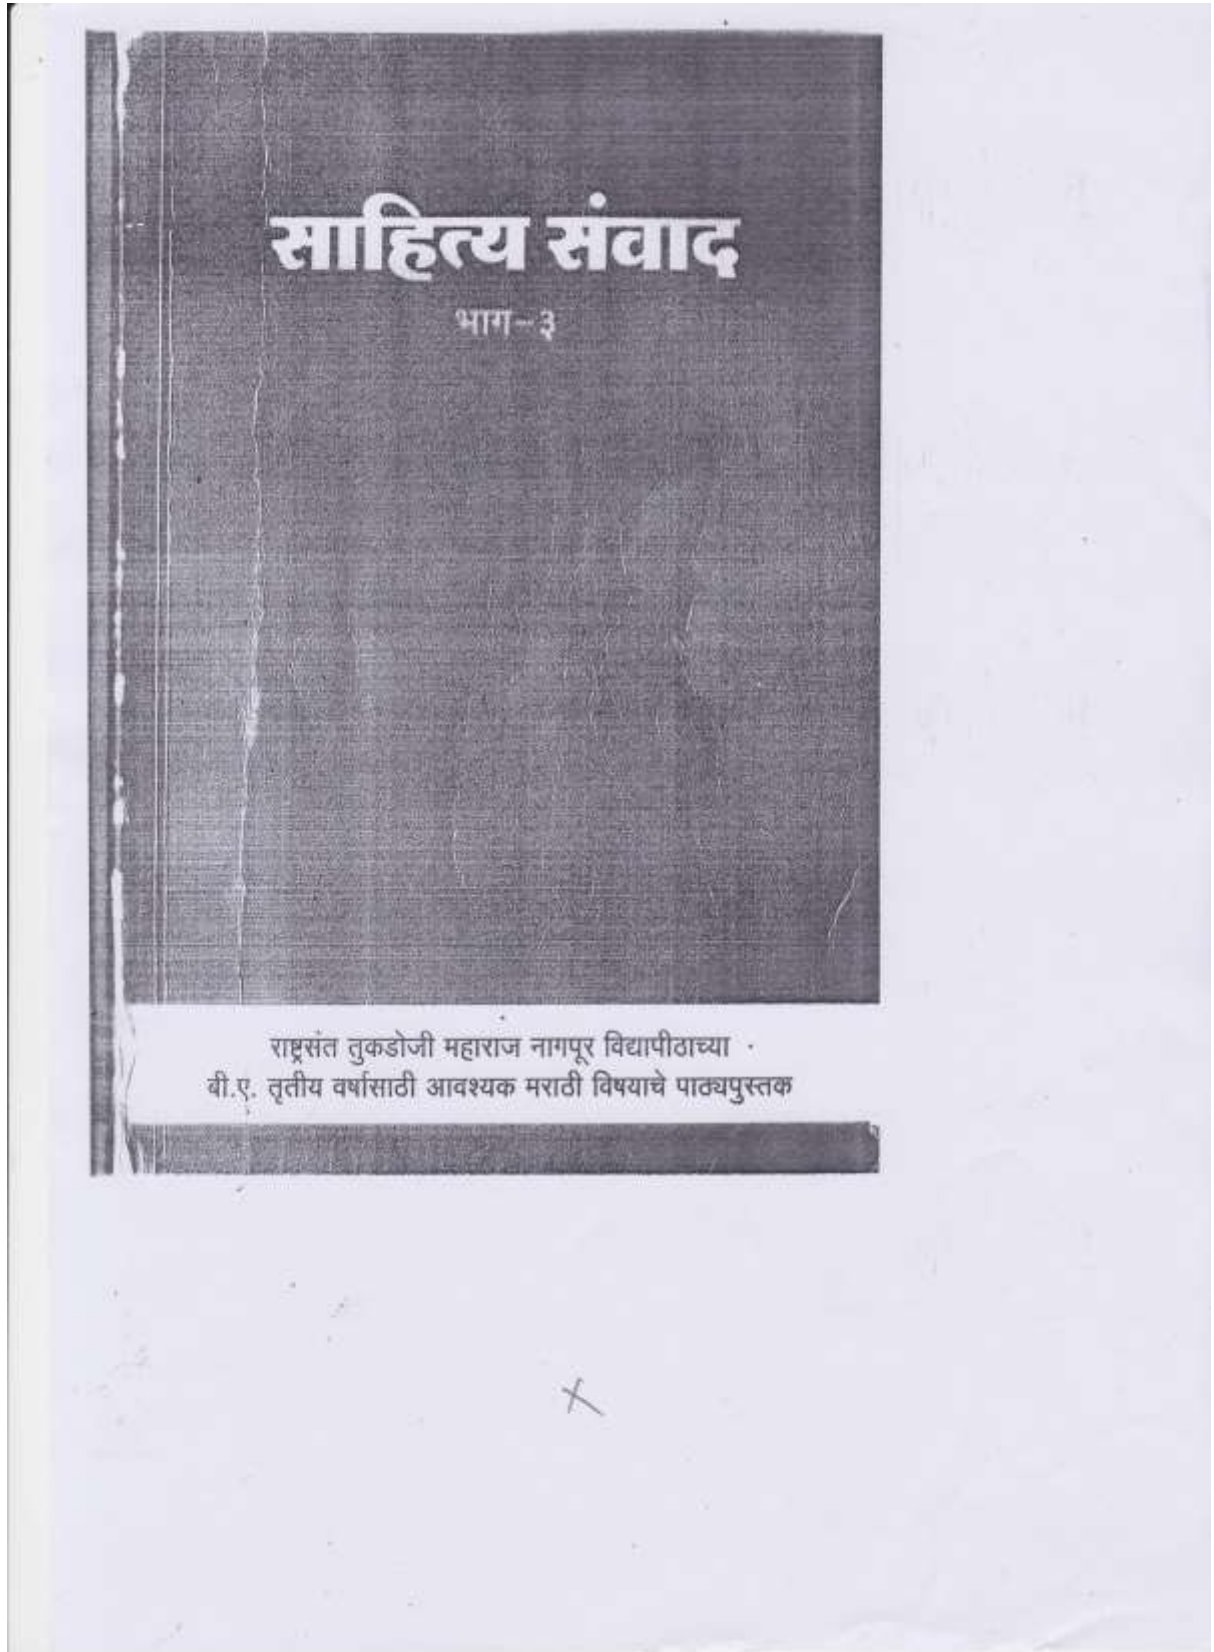 साहित्य संवाद
भाग-३
राष्ट्रसंत तुकडोजी महाराज नागपूर विद्यापीठाच्या
बी.ए. तृतीय वर्षासाठी आवश्यक मराठी विषयाचे पाठ्यपुस्तक